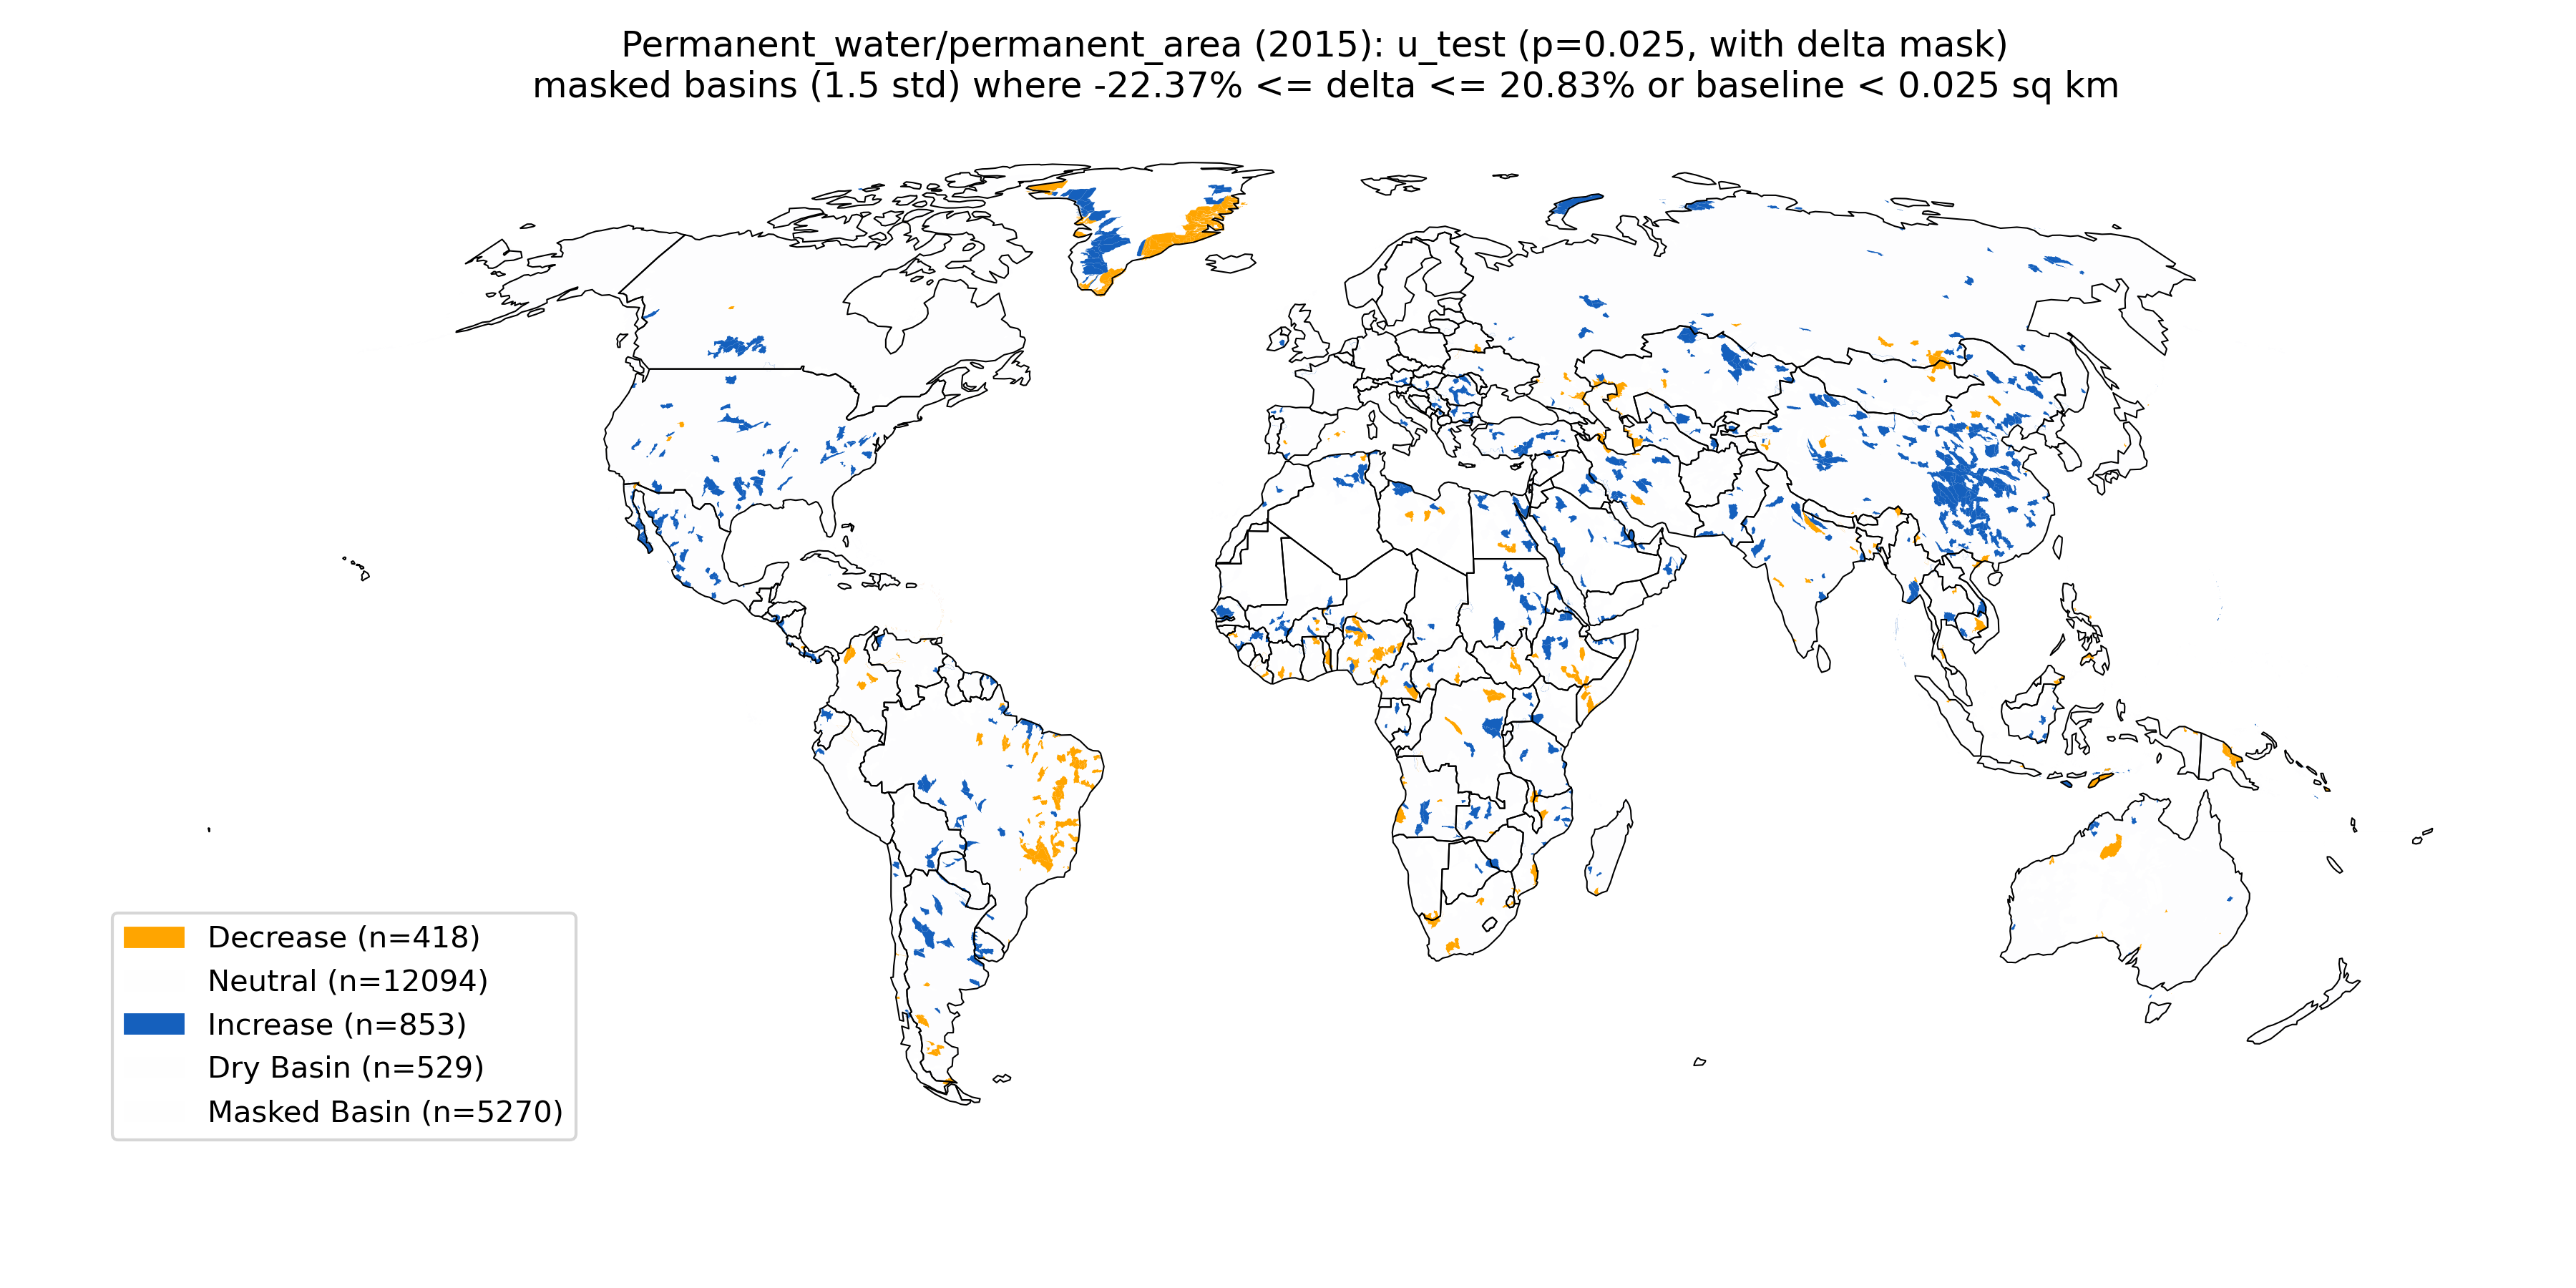 Permanent_water/permanent_area (2015): u_test (p=0.025, with delta mask)
masked basins (1.5 std) where -22.37% <= delta <= 20.83% or baseline < 0.025 sq km
Decrease (n=418)
Neutral (n=12094)
Increase (n=853)
Dry Basin (n=529)
Masked Basin (n=5270)